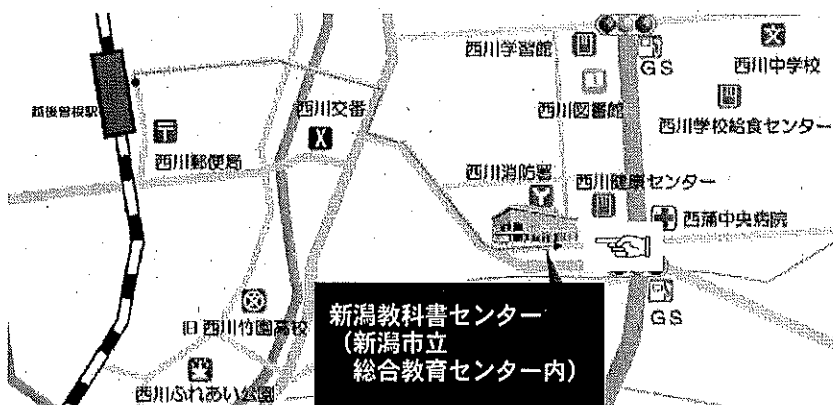 西川学習館
GS
西川中学校
越後曽根駅
西川交番
西川図書館
西川学校給食センター
西川郵便局
西川消防署
西川健康センター
西蒲中央病院
旧西川竹園高校
GS
新潟教科書センター
(新潟市立
総合教育センター内)
西川ふれあい公園